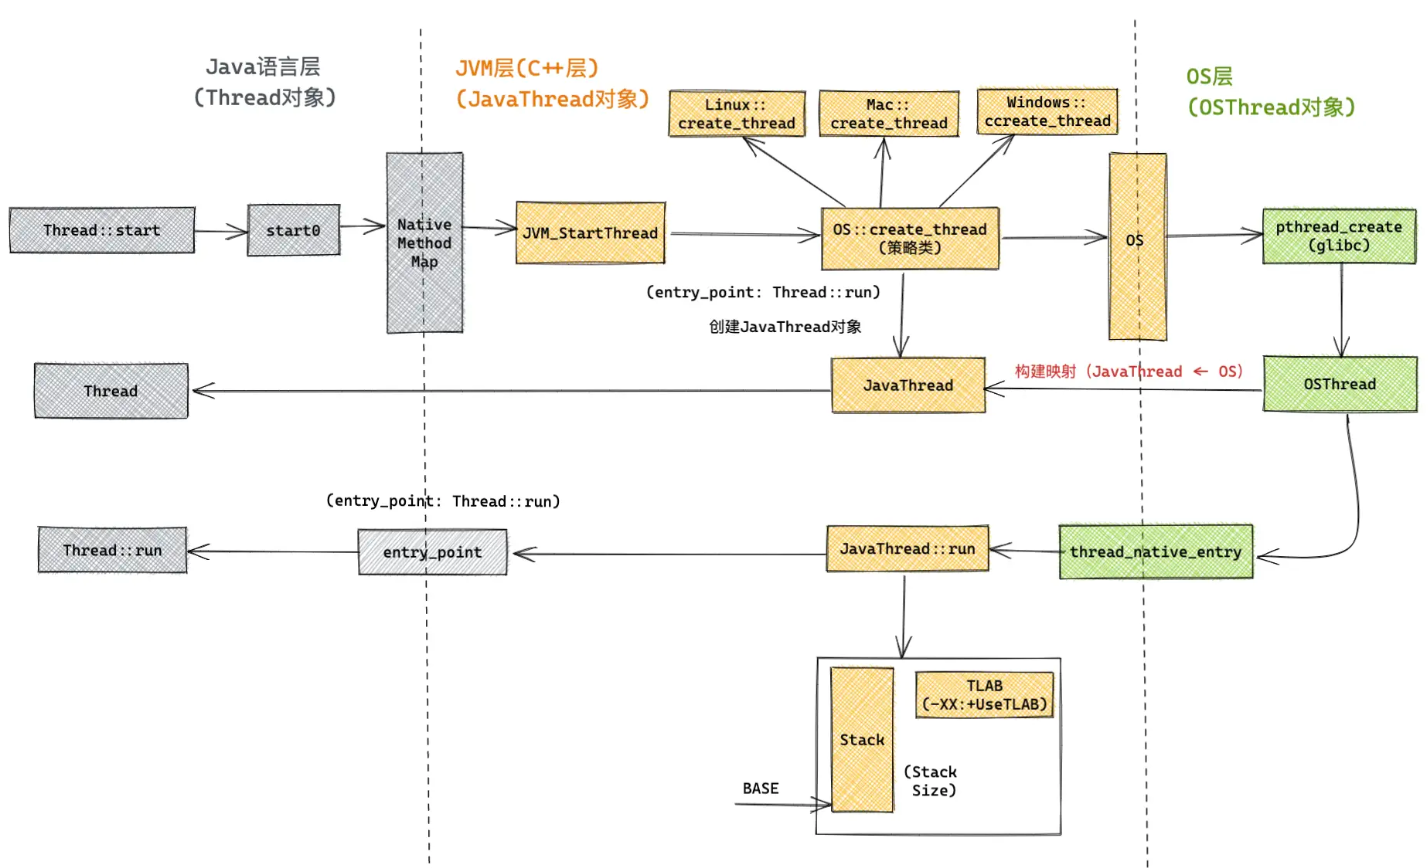 Java语言层
(Thread对象)
JVM层(C++层)
(JavaThread对象)
OS层
(OSThread对象)
Linux::
create_thread
Mac::
create_thread
Windows::
ccreate_thread
Thread::start
start0
Native
Method
Map
JVM_StartThread
OS::create_thread
(策略类)
OS
pthread_create
(glibc)
(entry_point: Thread::run)
创建JavaThread对象
Thread
JavaThread
构建映射（JavaThread ← OS）
OSThread
(entry_point: Thread::run)
Thread::run
entry_point
JavaThread::run
thread_native_entry
TLAB
(-XX:+UseTLAB)
Stack
(Stack
Size)
BASE